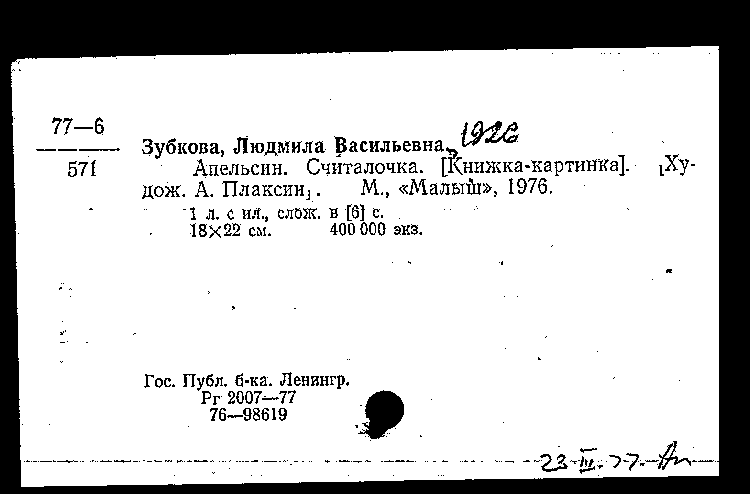 77—6
571
Зубкова, Людмила Васильевна, 1926
Апельсин. Считалочка. [Книжка-картинка]. [Ху-
дож. А. Плаксин]. М., «Малыш», 1976.
1 л. с ил., слож. в [6] с.
18×22 см. 400 000 экз.
Гос. Публ. б-ка. Ленингр.
Рг 2007—77
76—98619
23-III-77-